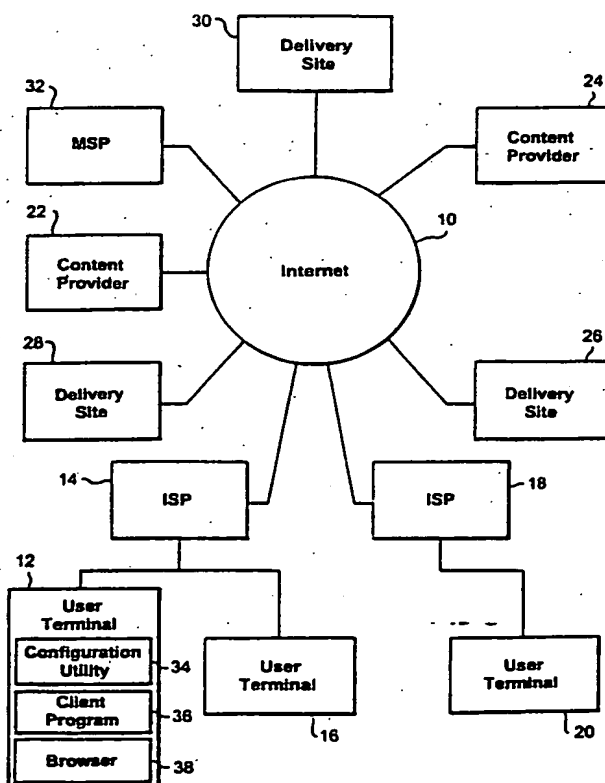 30
Delivery
Site
32
MSP
24
Content
Provider
22
Content
Provider
10
Internet
28
Delivery
Site
26
Delivery
Site
14
ISP
ISP
18
12
User
Terminal
Configuration
Utility
34
Client
Program
36
Browser
38
User
Terminal
16
User
Terminal
20